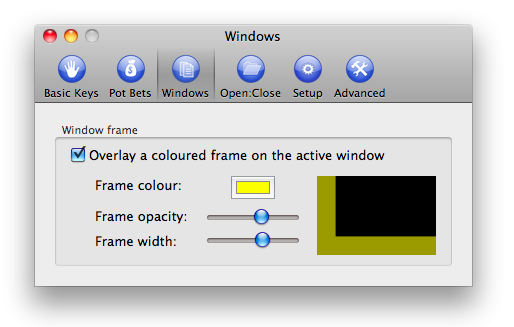 Windows
Basic Keys Pot Bets Windows Open:Close Setup Advanced
Window frame
Overlay a coloured frame on the active window
Frame colour:
Frame opacity:
Frame width: